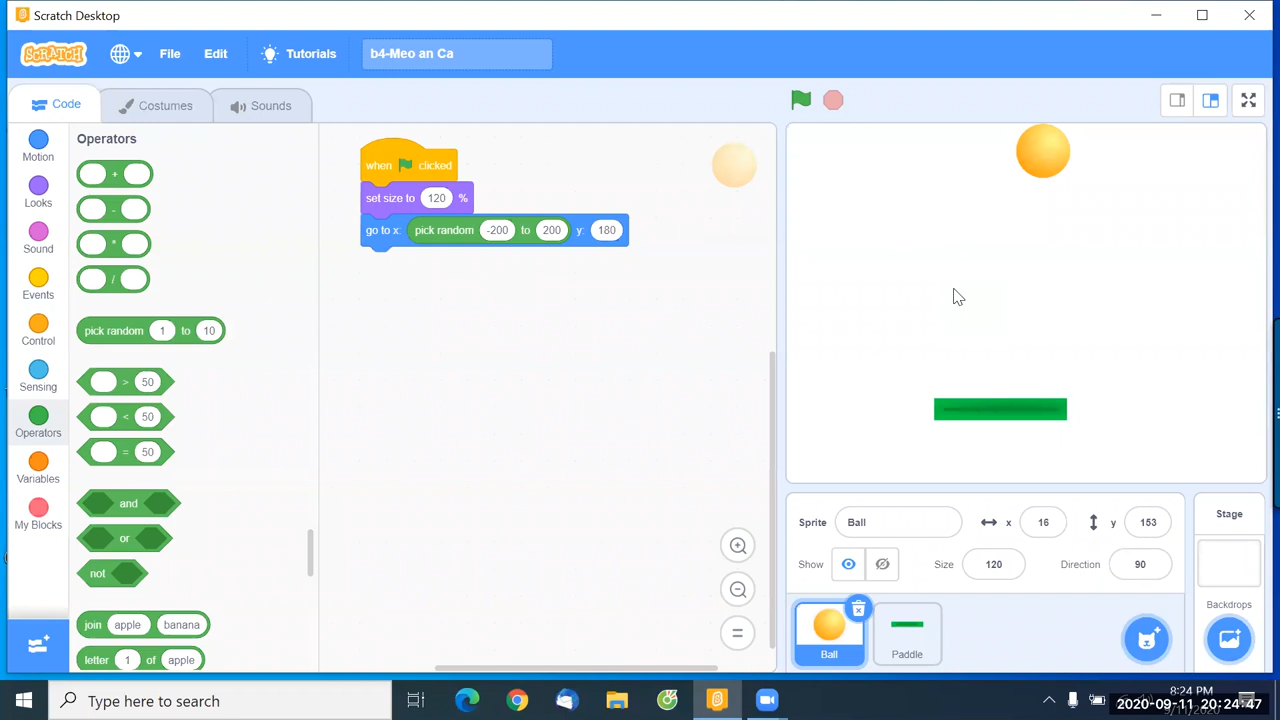 Scratch Desktop
SCRATCH File Edit Tutorials b4-Meo an Ca
Code Costumes Sounds
Motion
Looks
Sound
Events
Control
Sensing
Operators
Variables
My Blocks
Operators
+
-
*
/
pick random 1 to 10
> 50
< 50
= 50
and
or
not
join apple banana
letter 1 of apple
when clicked
set size to 120 %
go to x: pick random -200 to 200 y: 180
Sprite Ball x 16 y 153
Show Size 120 Direction 90
Ball
Paddle
Stage
Backdrops
Type here to search
8:24 PM
2020-09-11 20:24:47